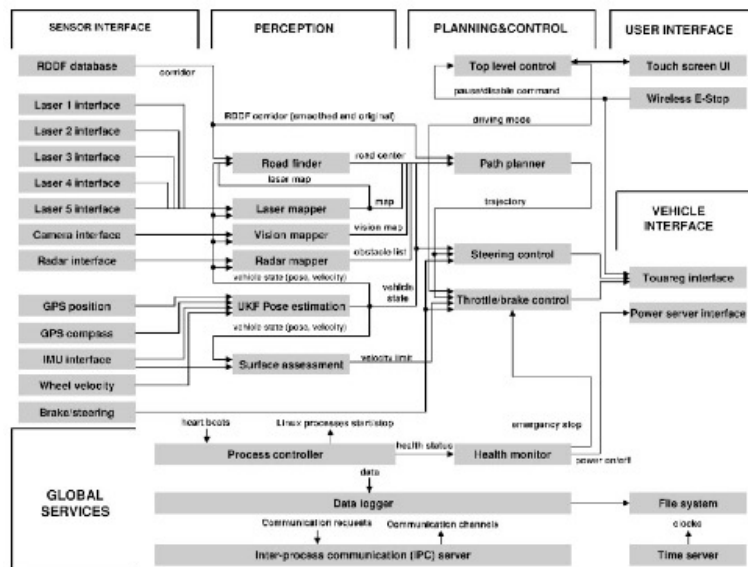 SENSOR INTERFACE
PERCEPTION
PLANNING&CONTROL
USER INTERFACE
RDDF database
corridor
Top level control
Touch screen UI
pause/disable command
Wireless E-Stop
Laser 1 interface
RDDF corridor (smoothed and original)
driving mode
Laser 2 interface
Laser 3 interface
Road finder
road center
Path planner
laser map
Laser 4 interface
Laser 5 interface
Laser mapper
map
trajectory
VEHICLE
INTERFACE
Camera interface
Vision mapper
vision map
Radar interface
Radar mapper
obstacle list
Steering control
vehicle state (pose, velocity)
vehicle
state
Touareg interface
GPS position
UKF Pose estimation
Throttle/brake control
Power server interface
GPS compass
vehicle state (pose, velocity)
IMU interface
Surface assessment
velocity limit
Wheel velocity
Brake/steering
emergency stop
heart beats
Linux processes start/stop
health status
Process controller
Health monitor
power on/off
data
GLOBAL
SERVICES
Data logger
File system
Communication requests
Communication channels
clocks
Inter-process communication (IPC) server
Time server